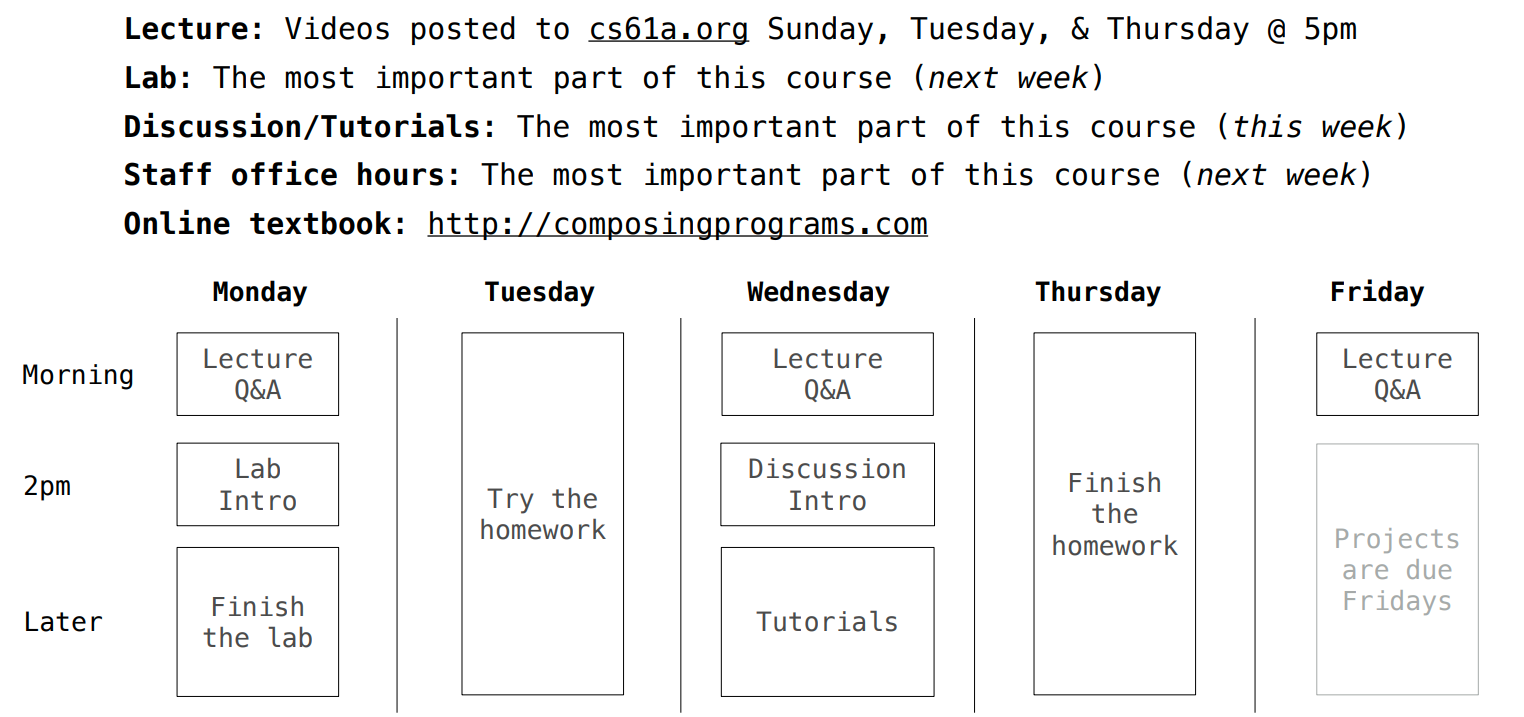 Lecture: Videos posted to cs61a.org Sunday, Tuesday, & Thursday @ 5pm
Lab: The most important part of this course (next week)
Discussion/Tutorials: The most important part of this course (this week)
Staff office hours: The most important part of this course (next week)
Online textbook: http://composingprograms.com
Monday Tuesday Wednesday Thursday Friday
Morning
Lecture
Q&A
Lecture
Q&A
Lecture
Q&A
2pm
Lab
Intro
Try the
homework
Discussion
Intro
Finish
the
homework
Projects
are due
Fridays
Later
Finish
the lab
Tutorials